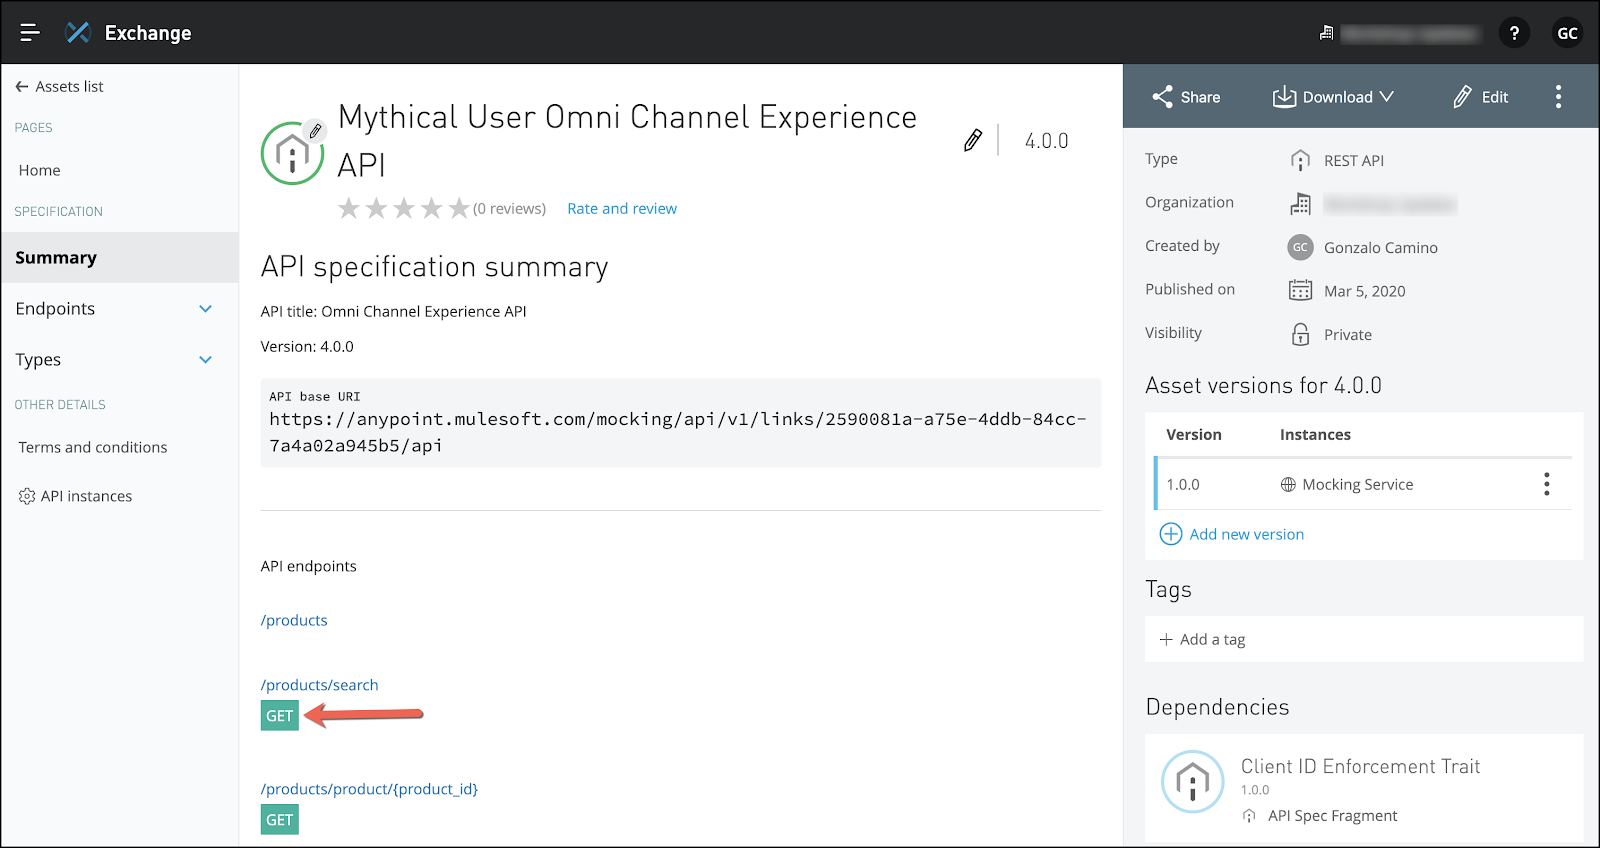 Exchange
?
GC
Assets list
PAGES
Home
SPECIFICATION
Summary
Endpoints
Types
OTHER DETAILS
Terms and conditions
API instances
Mythical User Omni Channel Experience
API
4.0.0
(0 reviews)
Rate and review
API specification summary
API title: Omni Channel Experience API
Version: 4.0.0
API base URI
https://anypoint.mulesoft.com/mocking/api/v1/links/2590081a-a75e-4ddb-84cc-
7a4a02a945b5/api
API endpoints
/products
/products/search
GET
/products/product/{product_id}
GET
Share
Download
Edit
Type
REST API
Organization
Created by
GC
Gonzalo Camino
Published on
Mar 5, 2020
Visibility
Private
Asset versions for 4.0.0
Version Instances
1.0.0 Mocking Service
Add new version
Tags
Add a tag
Dependencies
Client ID Enforcement Trait
1.0.0
API Spec Fragment